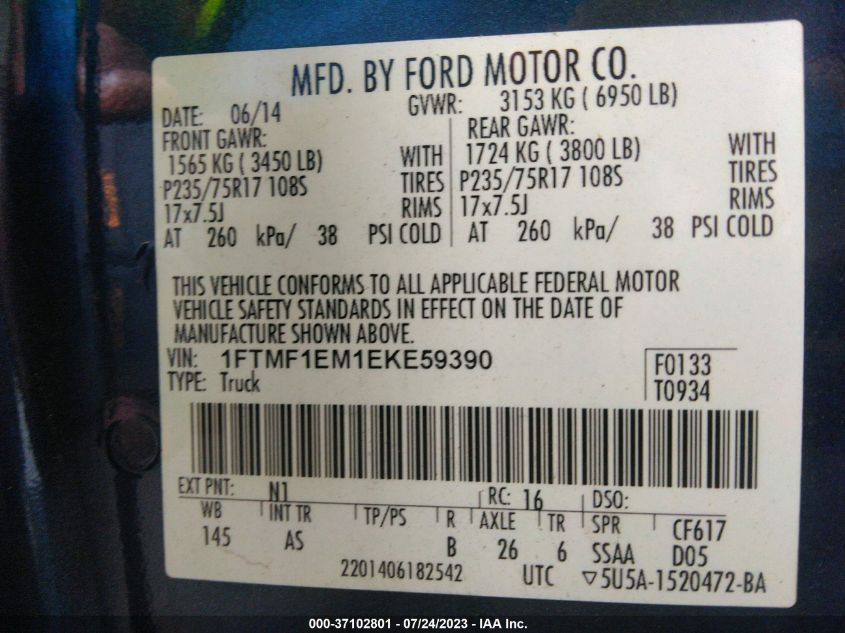 MFD. BY FORD MOTOR CO.
DATE: 06/14 GVWR: 3153 KG ( 6950 LB)
FRONT GAWR: REAR GAWR:
1565 KG ( 3450 LB) WITH 1724 KG ( 3800 LB) WITH
P235/75R17 108S TIRES P235/75R17 108S TIRES
17x7.5J RIMS 17x7.5J RIMS
AT 260 kPa/ 38 PSI COLD AT 260 kPa/ 38 PSI COLD
THIS VEHICLE CONFORMS TO ALL APPLICABLE FEDERAL MOTOR
VEHICLE SAFETY STANDARDS IN EFFECT ON THE DATE OF
MANUFACTURE SHOWN ABOVE.
VIN: 1FTMF1EM1EKE59390 F0133
TYPE: Truck T0934
EXT PNT: N1 RC: 16 DSO:
WB INT TR TP/PS R AXLE TR SPR CF617
145 AS B 26 6 SSAA D05
2201406182542 UTC ▽5U5A-1520472-BA
000-37102801 - 07/24/2023 - IAA Inc.